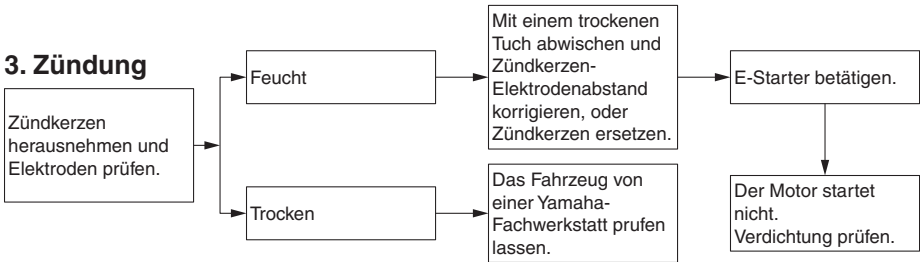 3. Zündung
Zündkerzen
herausnehmen und
Elektroden prüfen.
Feucht
Mit einem trockenen
Tuch abwischen und
Zündkerzen-
Elektrodenabstand
korrigieren, oder
Zündkerzen ersetzen.
E-Starter betätigen.
Der Motor startet
nicht.
Verdichtung prüfen.
Trocken
Das Fahrzeug von
einer Yamaha-
Fachwerkstatt prufen
lassen.